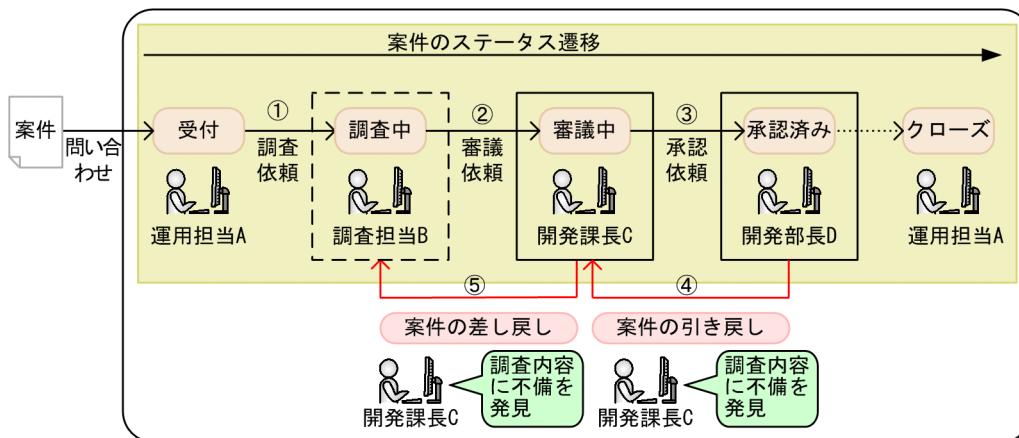 案件のステータス遷移
案件
問い合
わせ
受付
①
調査
依頼
調査中
②
審議
依頼
審議中
③
承認
依頼
承認済み
クローズ
運用担当A
調査担当B
開発課長C
開発部長D
運用担当A
⑤
④
案件の差し戻し
案件の引き戻し
調査内容
に不備を
発見
開発課長C
調査内容
に不備を
発見
開発課長C